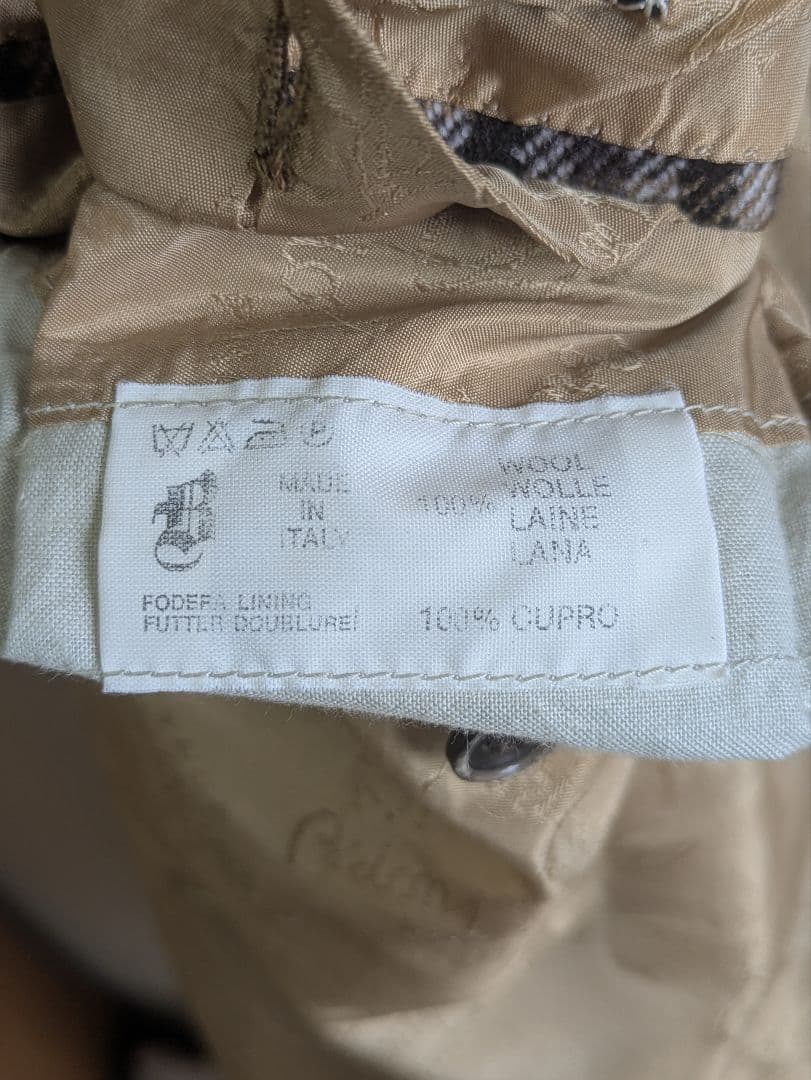 B
MADE
IN
ITALY
100%
WOOL
WOLLE
LAINE
LANA
FODERA LINING
FUTTER DOUBLURE:
100% CUPRO